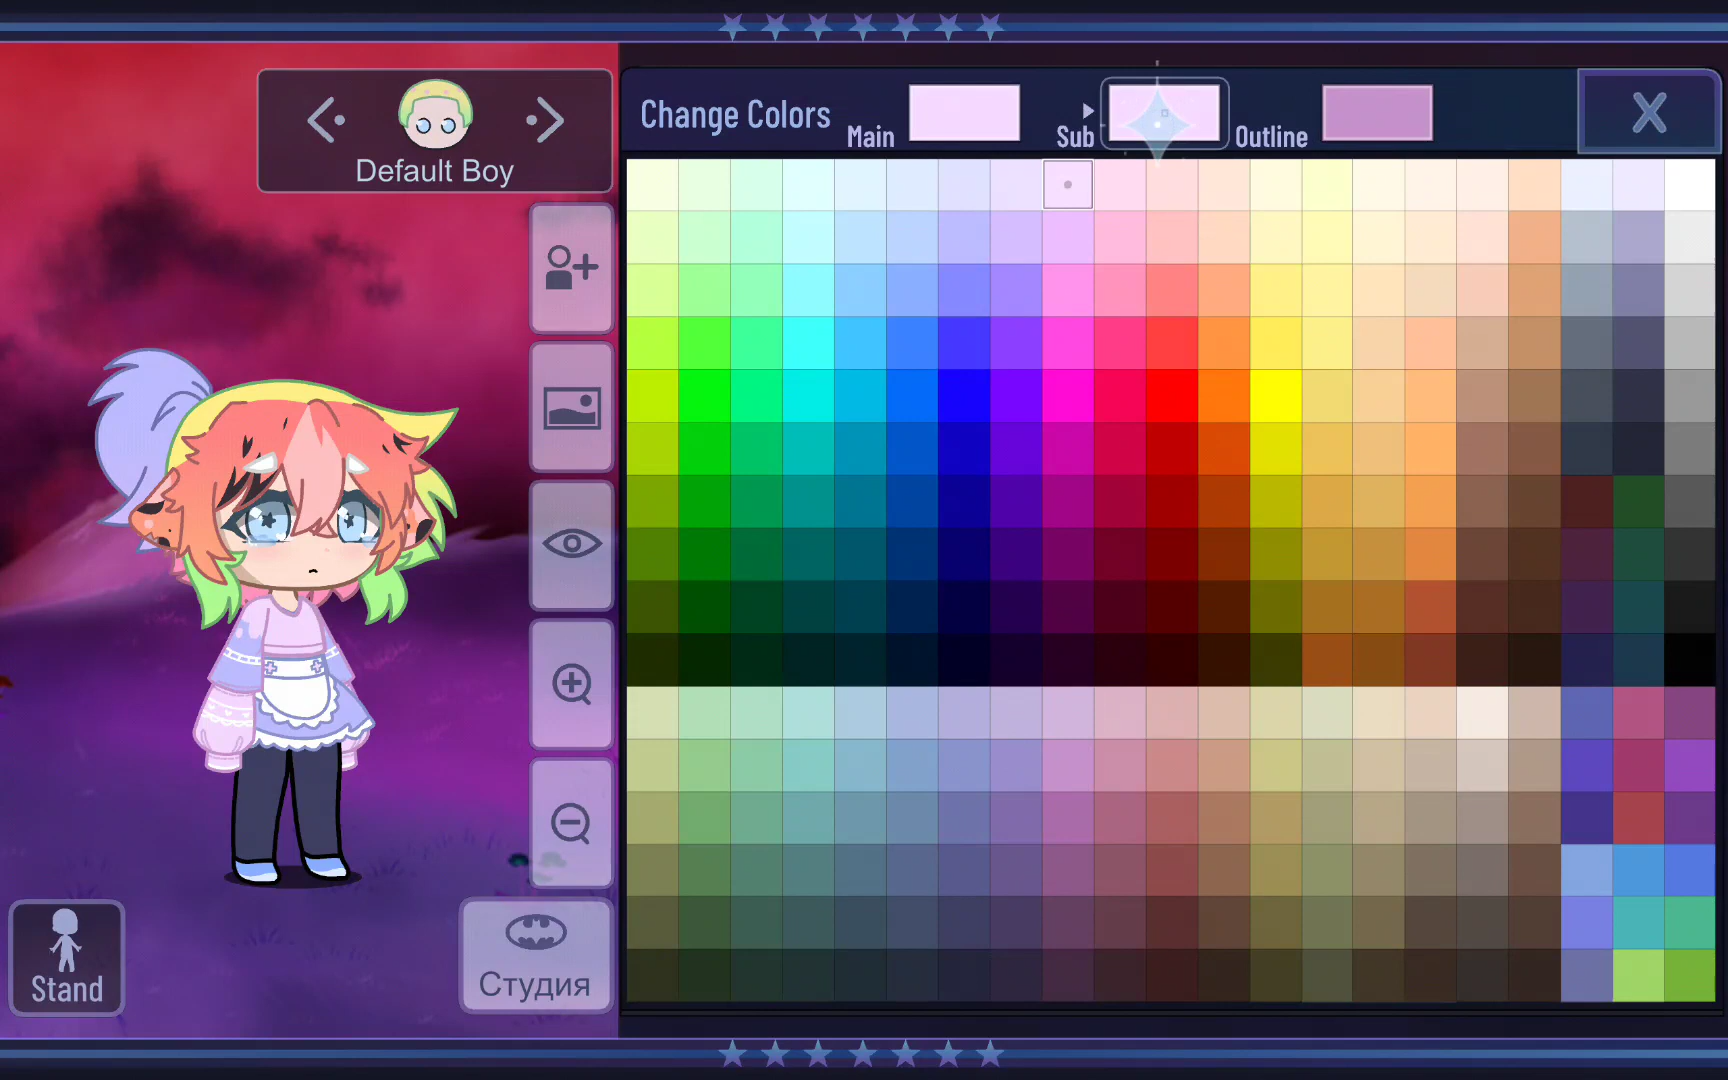 Default Boy
Change Colors
Main
Sub
Outline
X
Stand
Студия